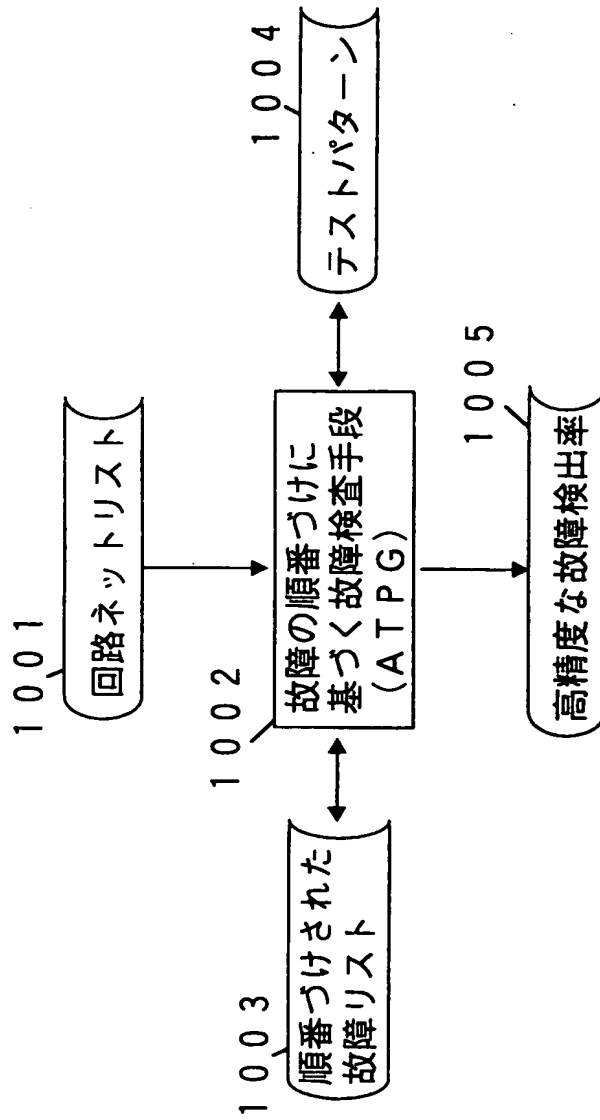 1001
回路ネットリスト
1002
故障の順番づけに
基づく故障検査手段
(ATPG)
1003
順番づけされた
故障リスト
1004
テストパターン
1005
高精度な故障検出率